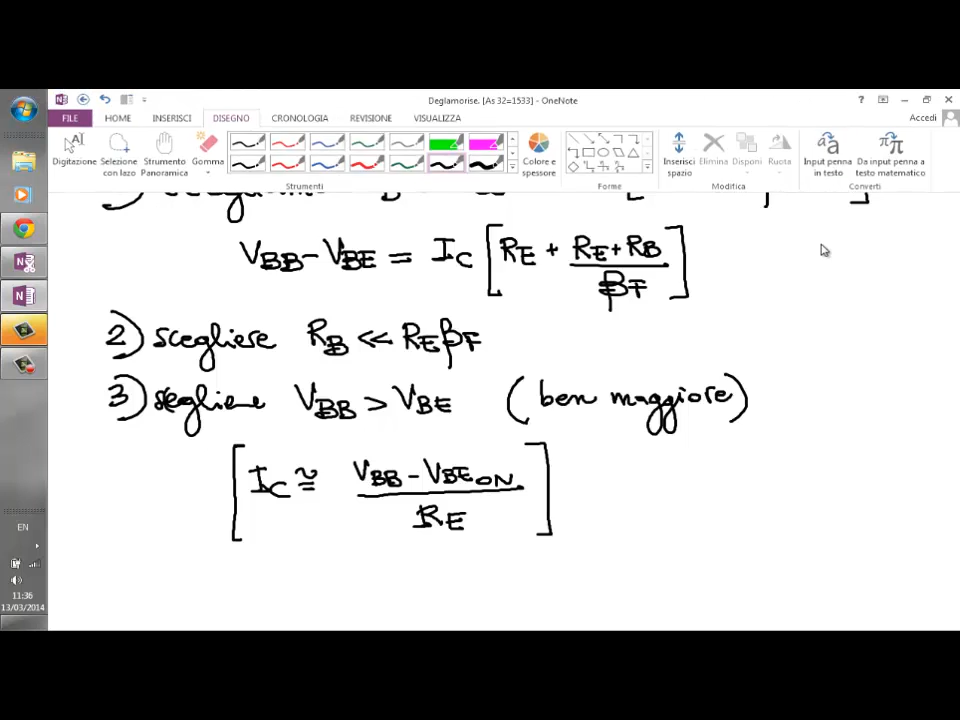 Deglamorise. [As 32=1533] - OneNote
FILE HOME INSERISCI DISEGNO CRONOLOGIA REVISIONE VISUALIZZA Accedi
Digitazione Selezione con lazo Strumento Panoramica Gomma Colore e spessore Inserisci spazio Elimina Disponi Ruota Input penna in testo Da input penna a testo matematico
Strumenti Forme Modifica Converti
V_BB - V_BE = I_C [R_E + (R_E + R_B)/β_F]
2) scegliere R_B << R_E β_F
3) scegliere V_BB > V_BE (ben maggiore)
[I_C ≅ (V_BB - V_BE ON)/R_E]
EN
11:36
13/03/2014